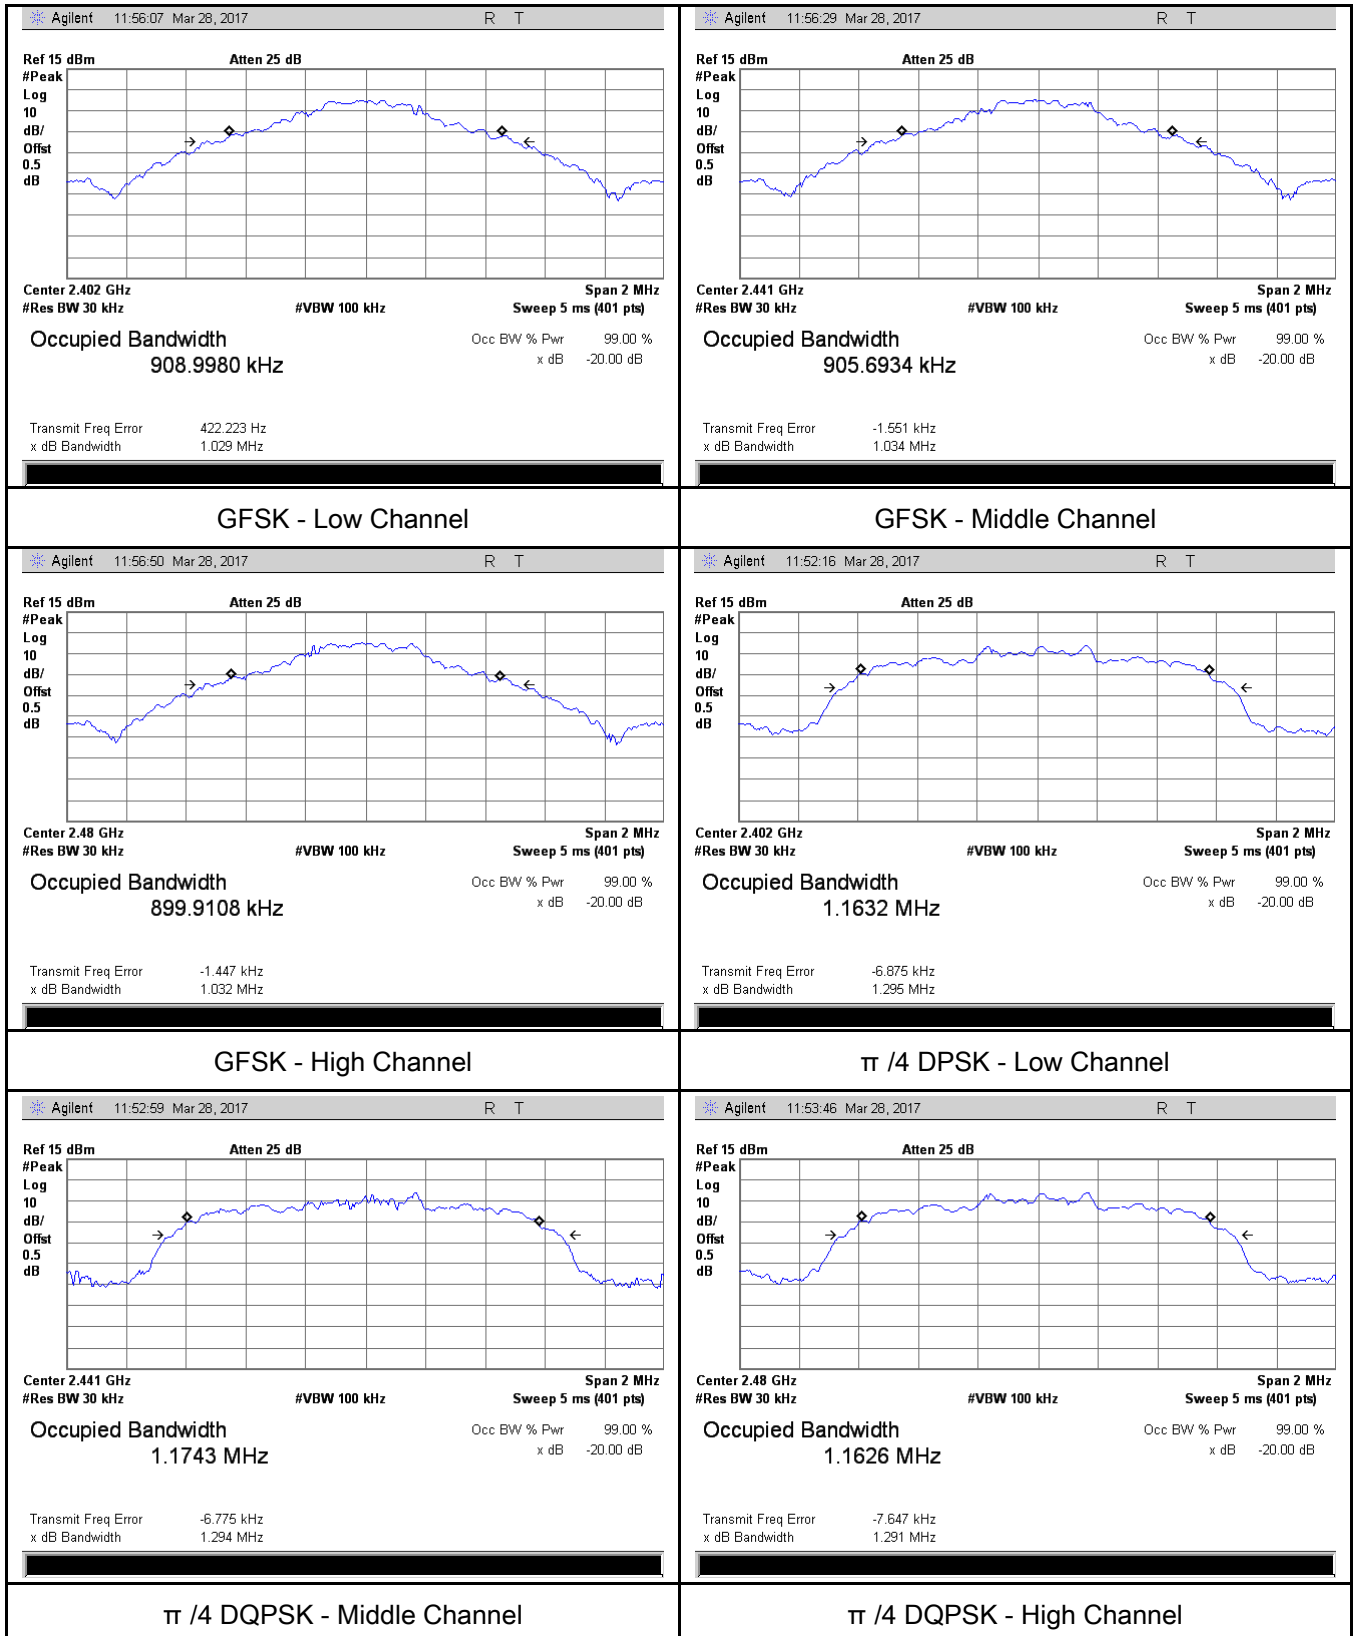 Agilent 11:56:07 Mar 28, 2017 R T
Ref 15 dBm Atten 25 dB
#Peak
Log
10
dB/
Offst
0.5
dB
Center 2.402 GHz Span 2 MHz
#Res BW 30 kHz #VBW 100 kHz Sweep 5 ms (401 pts)
Occupied Bandwidth Occ BW % Pwr 99.00 %
908.9980 kHz x dB -20.00 dB
Transmit Freq Error 422.223 Hz
x dB Bandwidth 1.029 MHz
GFSK - Low Channel
Agilent 11:56:29 Mar 28, 2017 R T
Ref 15 dBm Atten 25 dB
#Peak
Log
10
dB/
Offst
0.5
dB
Center 2.441 GHz Span 2 MHz
#Res BW 30 kHz #VBW 100 kHz Sweep 5 ms (401 pts)
Occupied Bandwidth Occ BW % Pwr 99.00 %
905.6934 kHz x dB -20.00 dB
Transmit Freq Error -1.551 kHz
x dB Bandwidth 1.034 MHz
GFSK - Middle Channel
Agilent 11:56:50 Mar 28, 2017 R T
Ref 15 dBm Atten 25 dB
#Peak
Log
10
dB/
Offst
0.5
dB
Center 2.48 GHz Span 2 MHz
#Res BW 30 kHz #VBW 100 kHz Sweep 5 ms (401 pts)
Occupied Bandwidth Occ BW % Pwr 99.00 %
899.9108 kHz x dB -20.00 dB
Transmit Freq Error -1.447 kHz
x dB Bandwidth 1.032 MHz
GFSK - High Channel
Agilent 11:52:16 Mar 28, 2017 R T
Ref 15 dBm Atten 25 dB
#Peak
Log
10
dB/
Offst
0.5
dB
Center 2.402 GHz Span 2 MHz
#Res BW 30 kHz #VBW 100 kHz Sweep 5 ms (401 pts)
Occupied Bandwidth Occ BW % Pwr 99.00 %
1.1632 MHz x dB -20.00 dB
Transmit Freq Error -6.875 kHz
x dB Bandwidth 1.295 MHz
π /4 DPSK - Low Channel
Agilent 11:52:59 Mar 28, 2017 R T
Ref 15 dBm Atten 25 dB
#Peak
Log
10
dB/
Offst
0.5
dB
Center 2.441 GHz Span 2 MHz
#Res BW 30 kHz #VBW 100 kHz Sweep 5 ms (401 pts)
Occupied Bandwidth Occ BW % Pwr 99.00 %
1.1743 MHz x dB -20.00 dB
Transmit Freq Error -6.775 kHz
x dB Bandwidth 1.294 MHz
π /4 DQPSK - Middle Channel
Agilent 11:53:46 Mar 28, 2017 R T
Ref 15 dBm Atten 25 dB
#Peak
Log
10
dB/
Offst
0.5
dB
Center 2.48 GHz Span 2 MHz
#Res BW 30 kHz #VBW 100 kHz Sweep 5 ms (401 pts)
Occupied Bandwidth Occ BW % Pwr 99.00 %
1.1626 MHz x dB -20.00 dB
Transmit Freq Error -7.647 kHz
x dB Bandwidth 1.291 MHz
π /4 DQPSK - High Channel